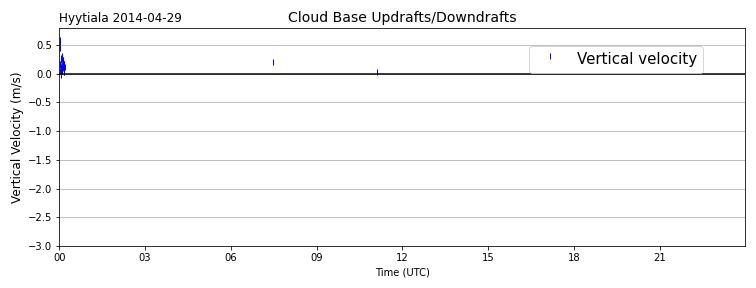 Hyytiala 2014-04-29
Cloud Base Updrafts/Downdrafts
Vertical velocity
Vertical Velocity (m/s)
0.5
0.0
−0.5
−1.0
−1.5
−2.0
−2.5
−3.0
00 03 06 09 12 15 18 21
Time (UTC)